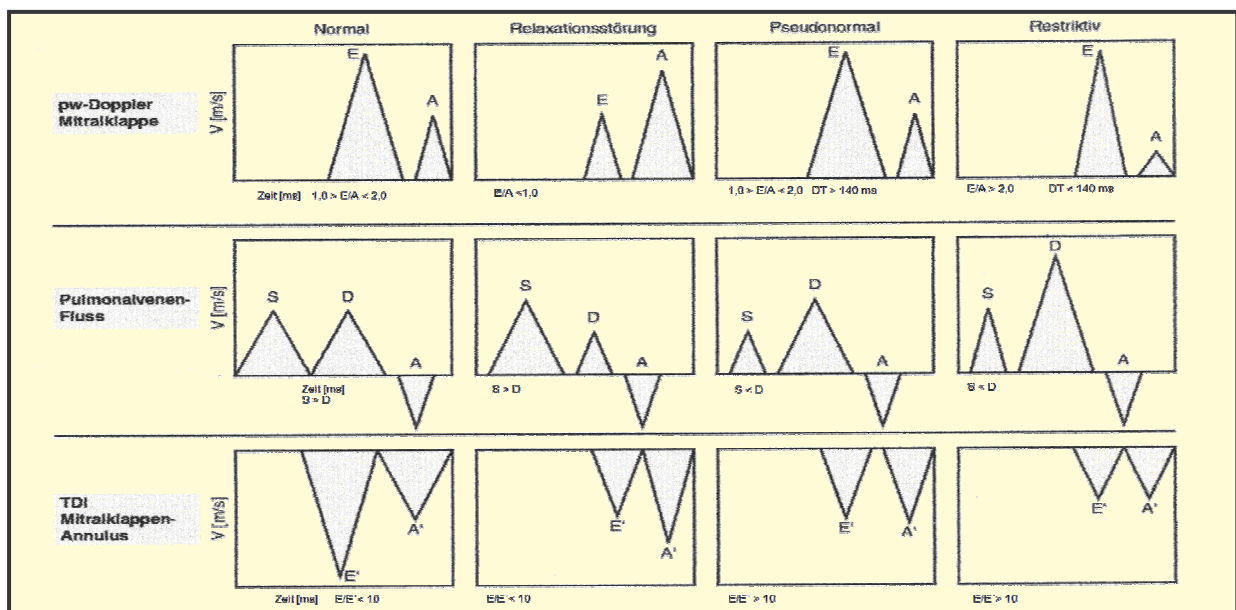 Normal
Relaxationsstörung
Pseudonormal
Restriktiv
pw-Doppler
Mitralklappe
V [m/s]
E
A
E
A
E
A
E
A
Zeit [ms] 1,0 > E/A < 2,0
E/A <1,0
1,0 > E/A < 2,0 DT > 140 ms
E/A > 2,0 DT < 140 ms
Pulmonalvenen-
Fluss
V [m/s]
S
D
A
S
D
A
S
D
A
S
D
A
Zeit [ms]
S > D
S < D
S < D
TDI
Mitralklappen-
Annulus
V [m/s]
E'
A'
E'
A'
E'
A'
E'
A'
Zeit [ms] E/E' < 10
E/E' < 10
E/E' > 10
E/E' > 10